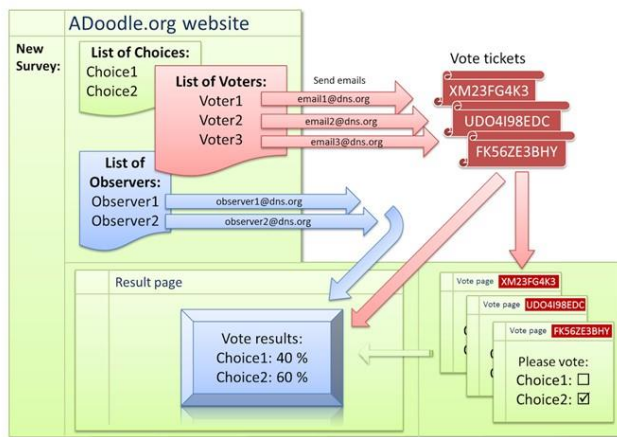 ADoodle.org website
New
Survey:
List of Choices:
Choice1
Choice2
List of Voters:
Voter1
Voter2
Voter3
Send emails
email1@dns.org
email2@dns.org
email3@dns.org
Vote tickets
XM23FG4K3
UDO4I98EDC
FK56ZE3BHY
List of
Observers:
Observer1
Observer2
observer1@dns.org
observer2@dns.org
Result page
Vote results:
Choice1: 40 %
Choice2: 60 %
Vote page XM23FG4K3
Vote page UDO4I98EDC
Vote page FK56ZE3BHY
Please vote:
Choice1: ☐
Choice2: ☑